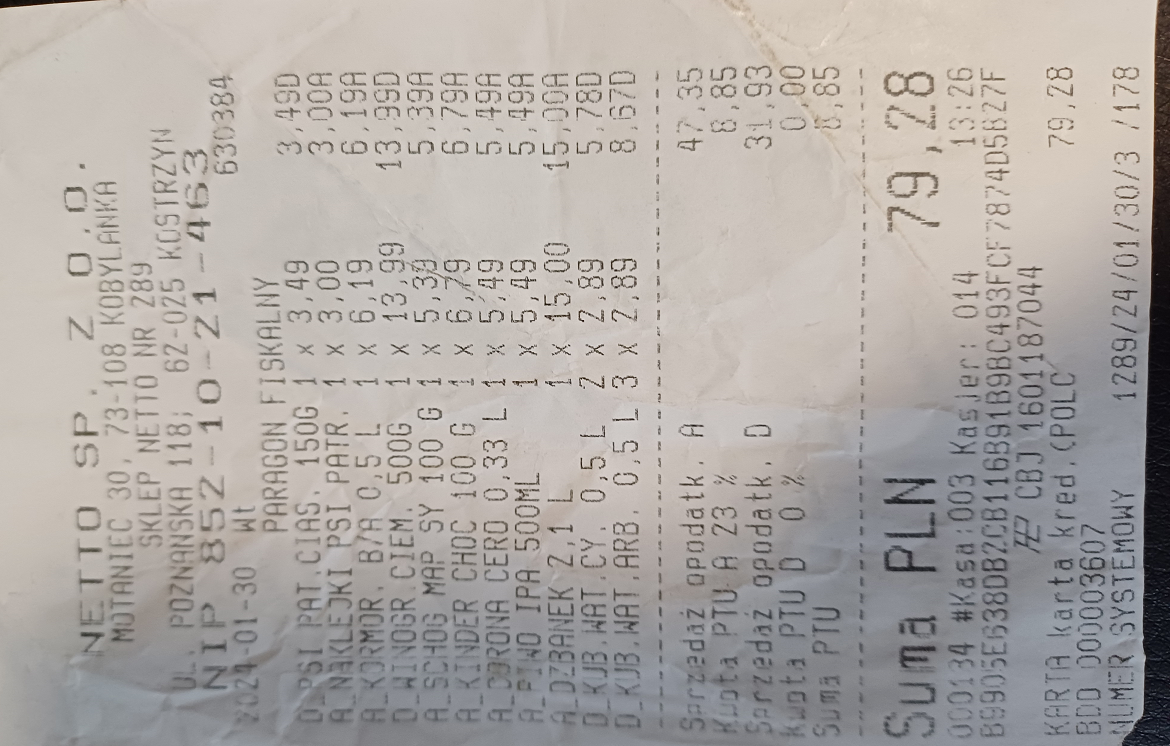 NETTO SP. Z O.O.
MOTANIEC 30, 73-108 KOBYLANKA
SKLEP NETTO NR 289
UL. POZNANSKA 118; 62-025 KOSTRZYN
NIP 852-10-21-463
2024-01-30 Wt 630384
PARAGON FISKALNY
D_PSI PAT.CIAS. 150G 1 x 3,49 3,49D
A_NAKLEJKI PSI PATR. 1 x 3,00 3,00A
A_KORMOR. B/A 0,5 L 1 x 6,19 6,19A
D_WINOGR.CIEM. 500G 1 x 13,99 13,99D
A_SCHOG MAP SY 100 G 1 x 5,39 5,39A
A_KINDER CHOC 100 G 1 x 6,79 6,79A
A_CORONA CERO 0,33 L 1 x 5,49 5,49A
A_PIWO IPA 500ML 1 x 5,49 5,49A
A_DZBANEK 2,1 L 1 x 15,00 15,00A
D_KUB.WAT.CY. 0,5 L 2 x 2,89 5,78D
D_KUB.WAT.ARB. 0,5 L 3 x 2,89 8,67D
Sprzedaż opodatk. A 47,35
Kwota PTU A 23 % 8,85
Sprzedaż opodatk. D 31,93
Kwota PTU D 0 % 0,00
Suma PTU 8,85
Suma PLN 79,28
000134 #Kasa:003 Kasjer: 014 13:26
CBJ 1601187044
KARTA Karta kred.(POLC 79,28
BDO 000003607
NUMER SYSTEMOWY 1289/24/01/30/3 /178